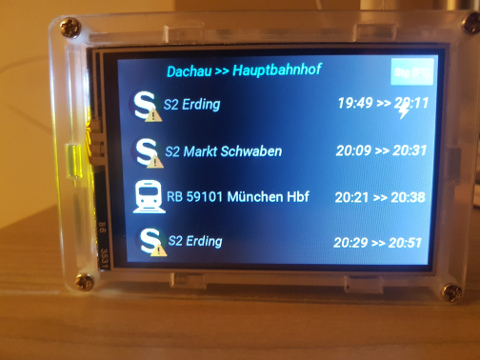 Dachau >> Hauptbahnhof
S S2 Erding 19:49 >> 20:11
S S2 Markt Schwaben 20:09 >> 20:31
RB 59101 München Hbf 20:21 >> 20:38
S S2 Erding 20:29 >> 20:51